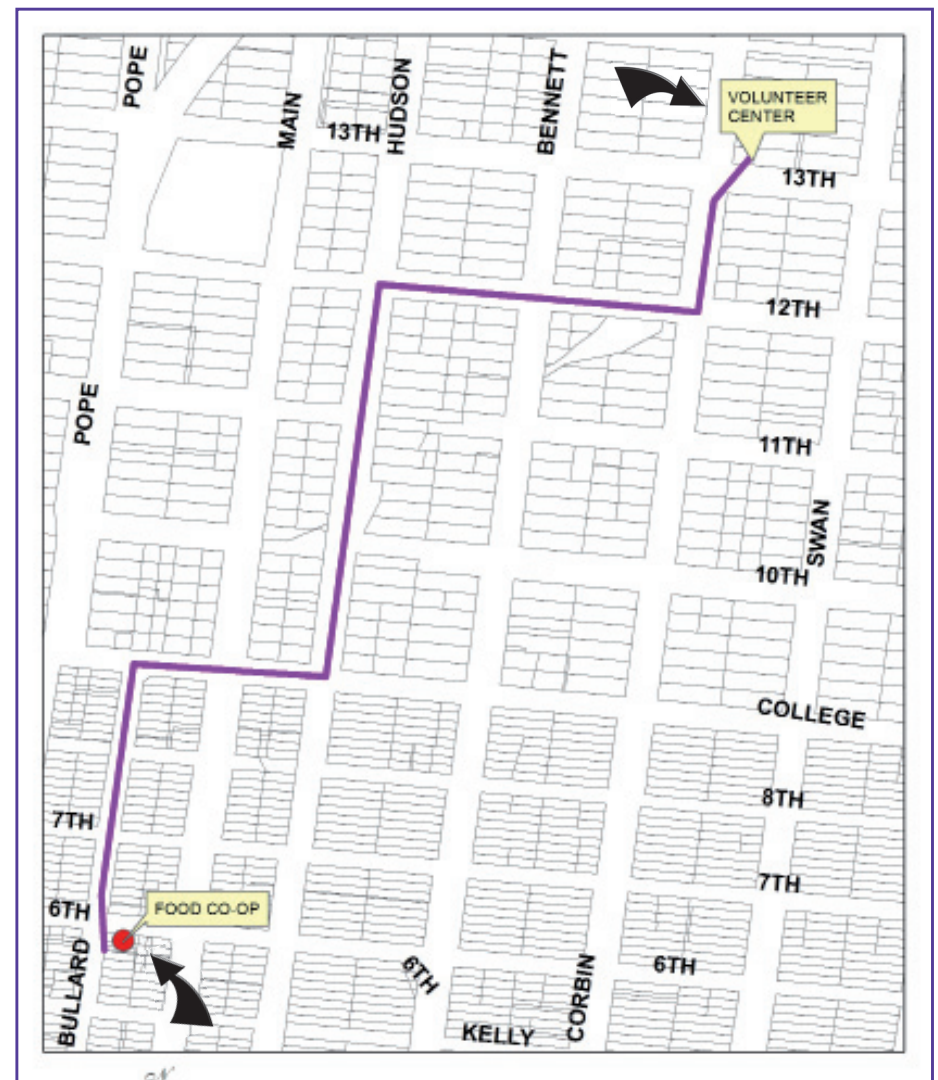 POPE
MAIN
HUDSON
BENNETT
VOLUNTEER
CENTER
13TH
13TH
12TH
POPE
11TH
SWAN
10TH
COLLEGE
8TH
7TH
7TH
6TH
FOOD CO-OP
BULLARD
6TH
CORBIN
6TH
KELLY